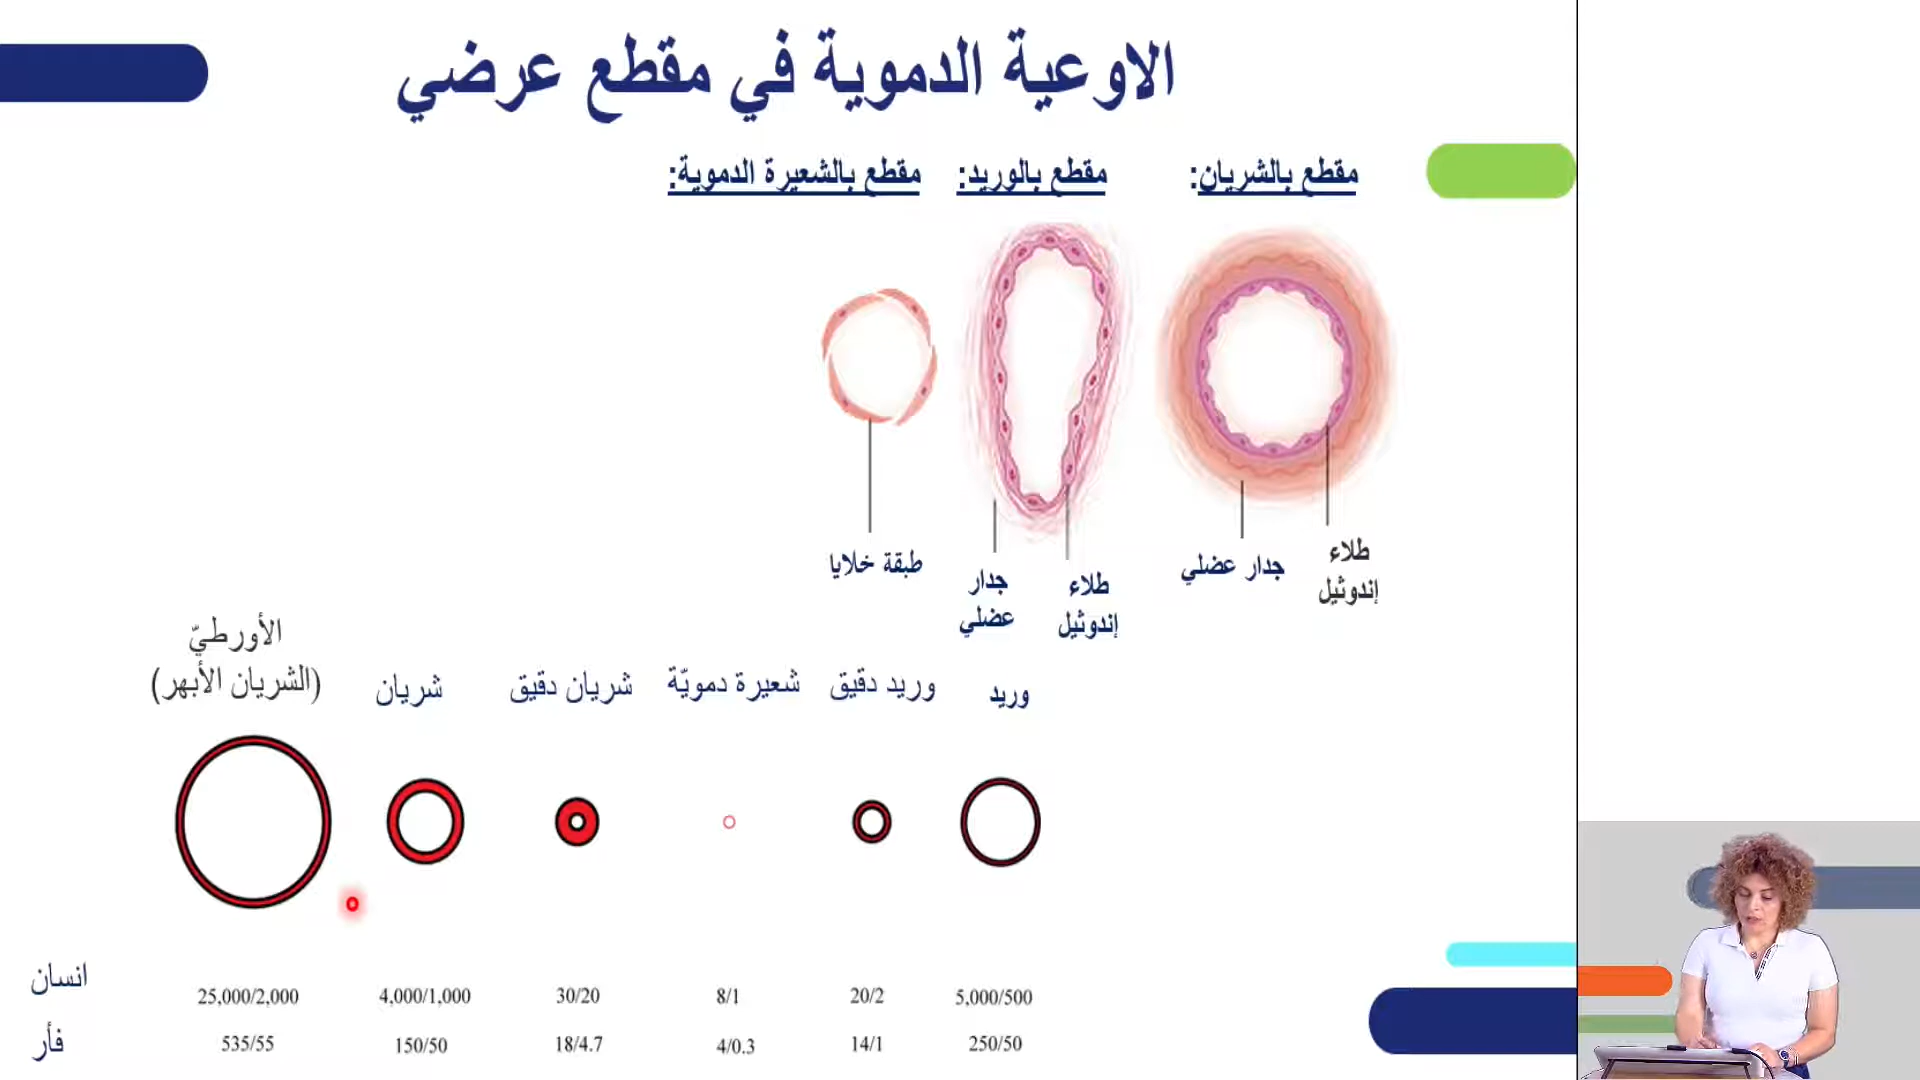 الاوعية الدموية في مقطع عرضي
مقطع بالشريان:
مقطع بالوريد:
مقطع بالشعيرة الدموية:
طلاء
إندوثيل
جدار عضلي
طلاء
إندوثيل
جدار
عضلي
طبقة خلايا
الأورطيّ
(الشريان الأبهر)
شريان
شريان دقيق
شعيرة دمويّة
وريد دقيق
وريد
انسان
25,000/2,000
4,000/1,000
30/20
8/1
20/2
5,000/500
فأر
535/55
150/50
18/4.7
4/0.3
14/1
250/50